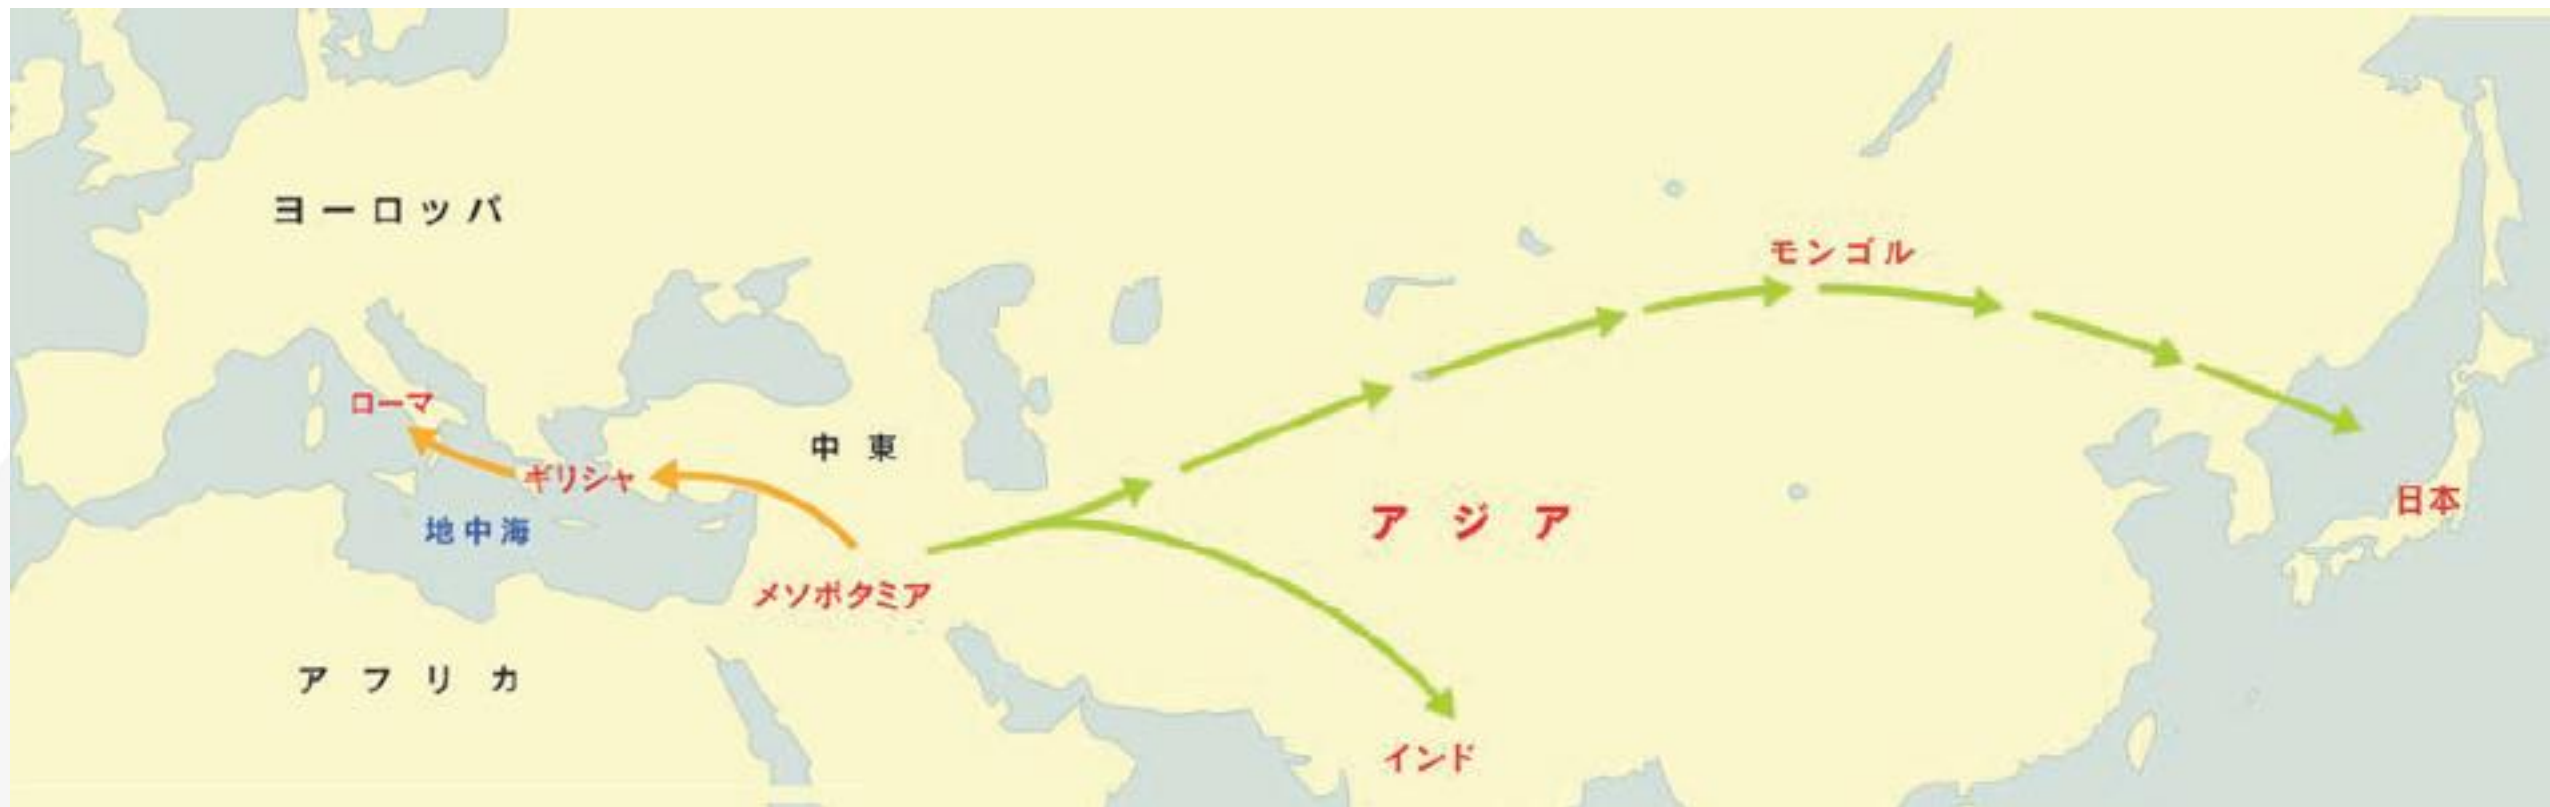 ヨーロッパ
モンゴル
ローマ
中東
ギリシャ
日本
アジア
地中海
メソポタミア
アフリカ
インド